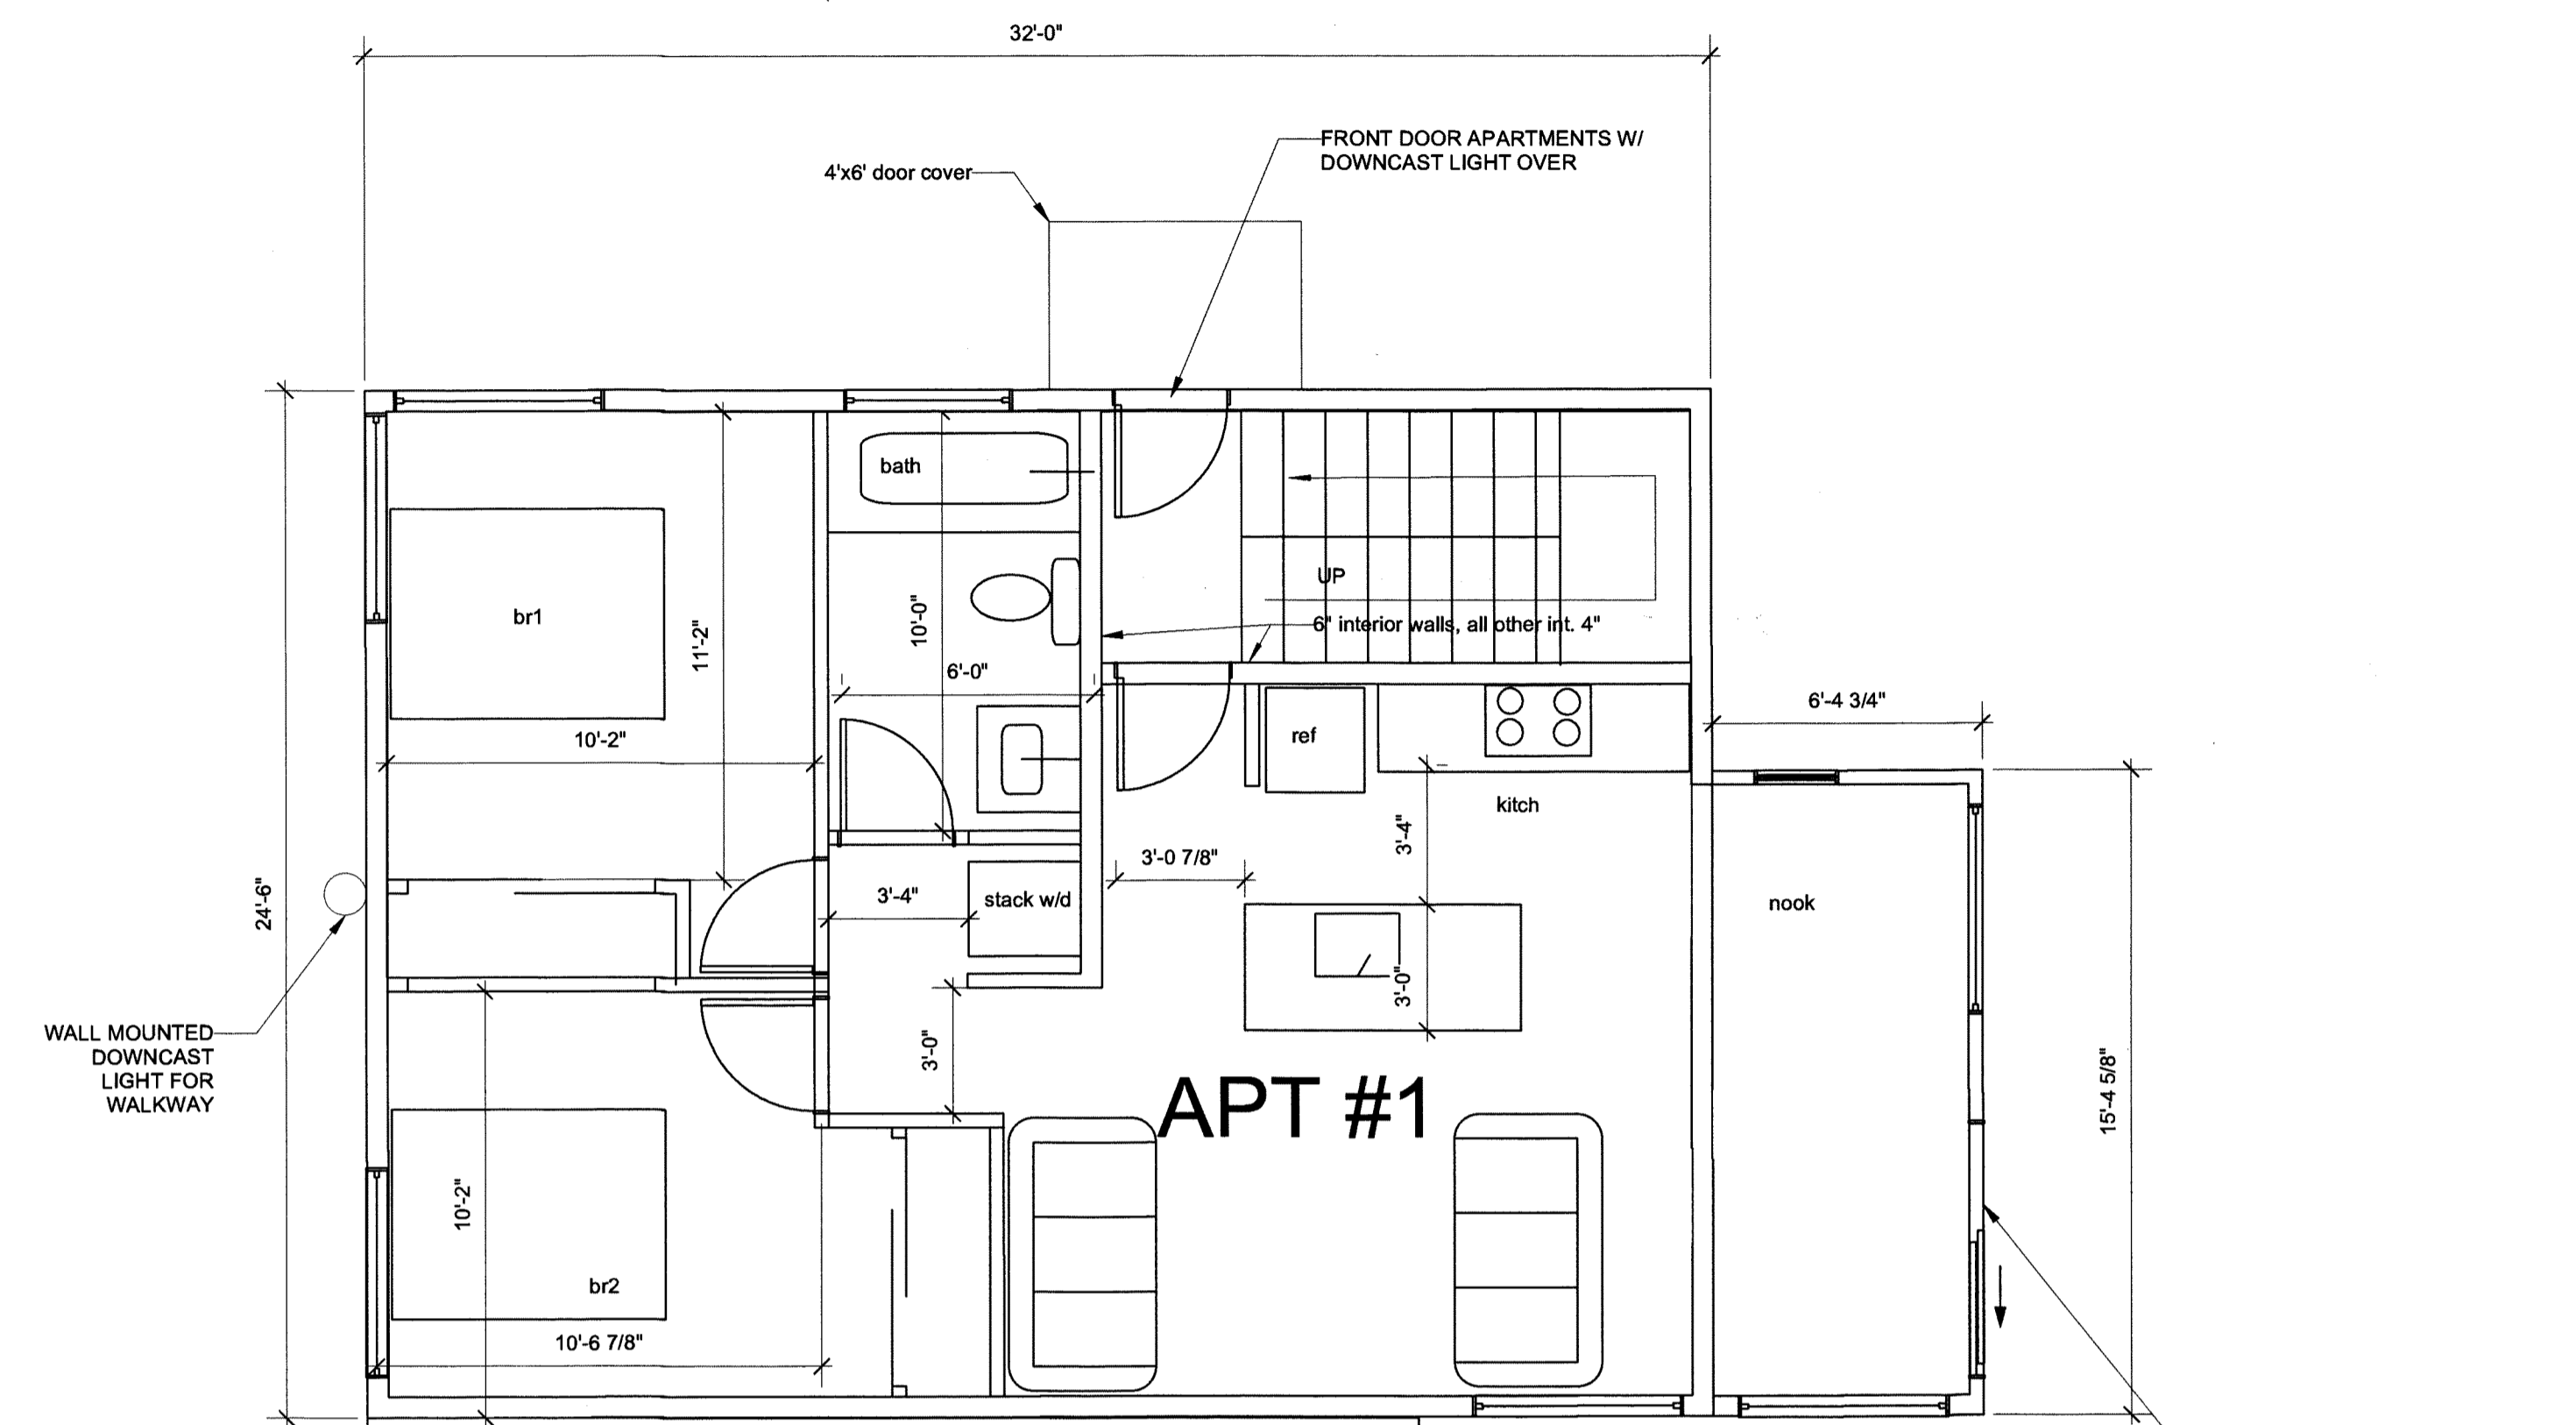 32'-0"
FRONT DOOR APARTMENTS W/
DOWNCAST LIGHT OVER
4'x6' door cover
bath
UP
6" interior walls, all other int. 4"
br1
11'-2"
10'-0"
6'-0"
10'-2"
ref
6'-4 3/4"
kitch
3'-4"
3'-0 7/8"
3'-4"
stack w/d
nook
24'-6"
3'-0"
WALL MOUNTED
DOWNCAST
LIGHT FOR
WALKWAY
3'-0"
APT #1
15'-4 5/8"
10'-2"
br2
10'-6 7/8"